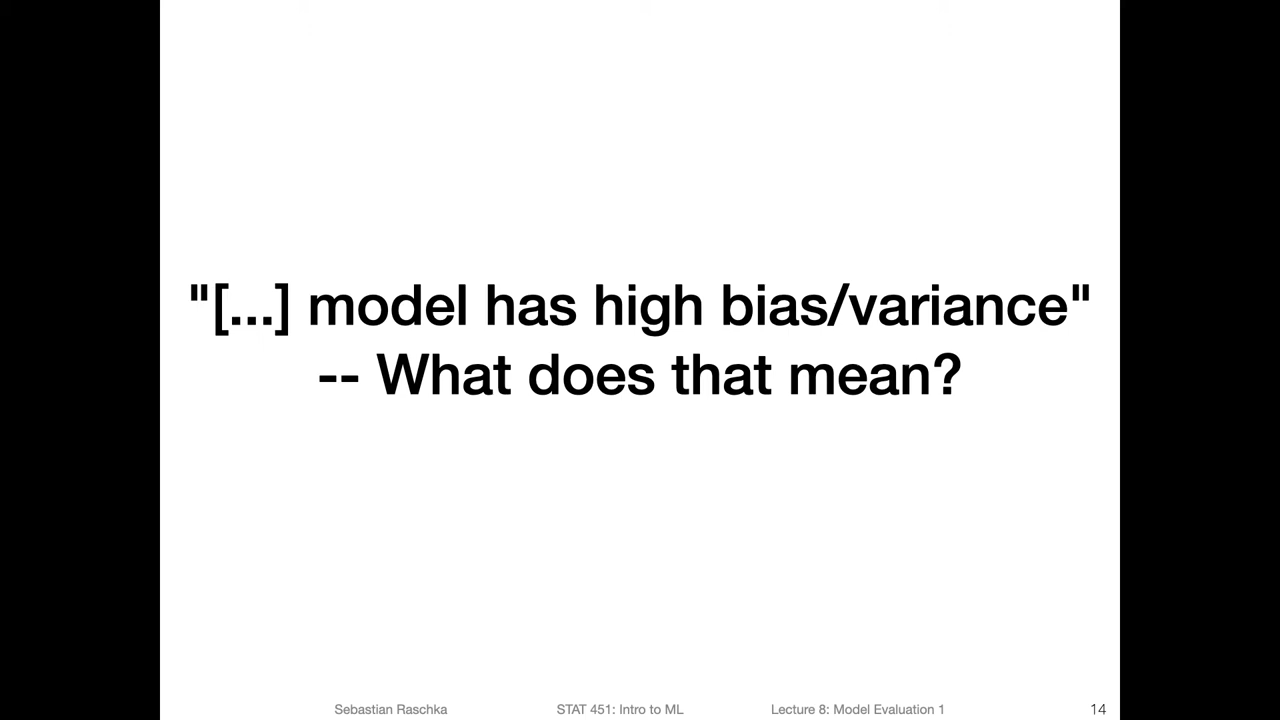 "[...] model has high bias/variance"
-- What does that mean?
Sebastian Raschka STAT 451: Intro to ML Lecture 8: Model Evaluation 1 14